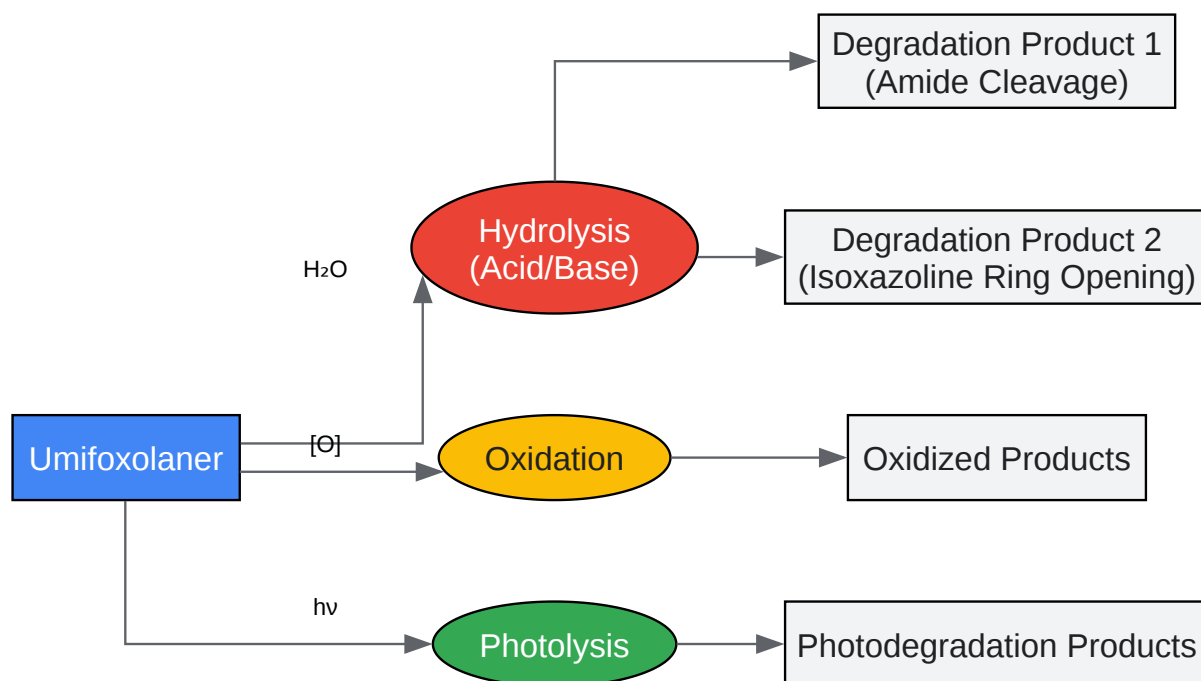 Degradation Product 1
(Amide Cleavage)
Hydrolysis
(Acid/Base)
Degradation Product 2
(Isoxazoline Ring Opening)
H₂O
Umifoxolaner
[O]
Oxidation
Oxidized Products
hν
Photolysis
Photodegradation Products